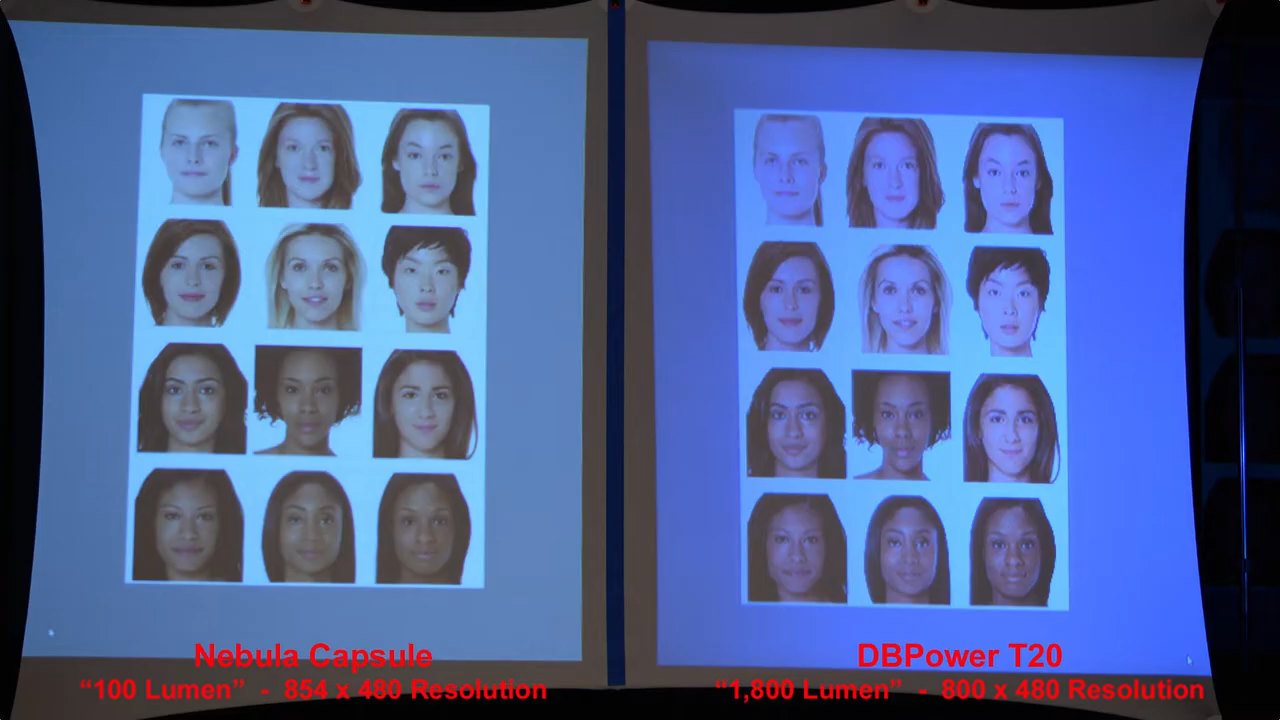 Nebula Capsule
“100 Lumen” - 854 x 480 Resolution
DBPower T20
“1,800 Lumen” - 800 x 480 Resolution